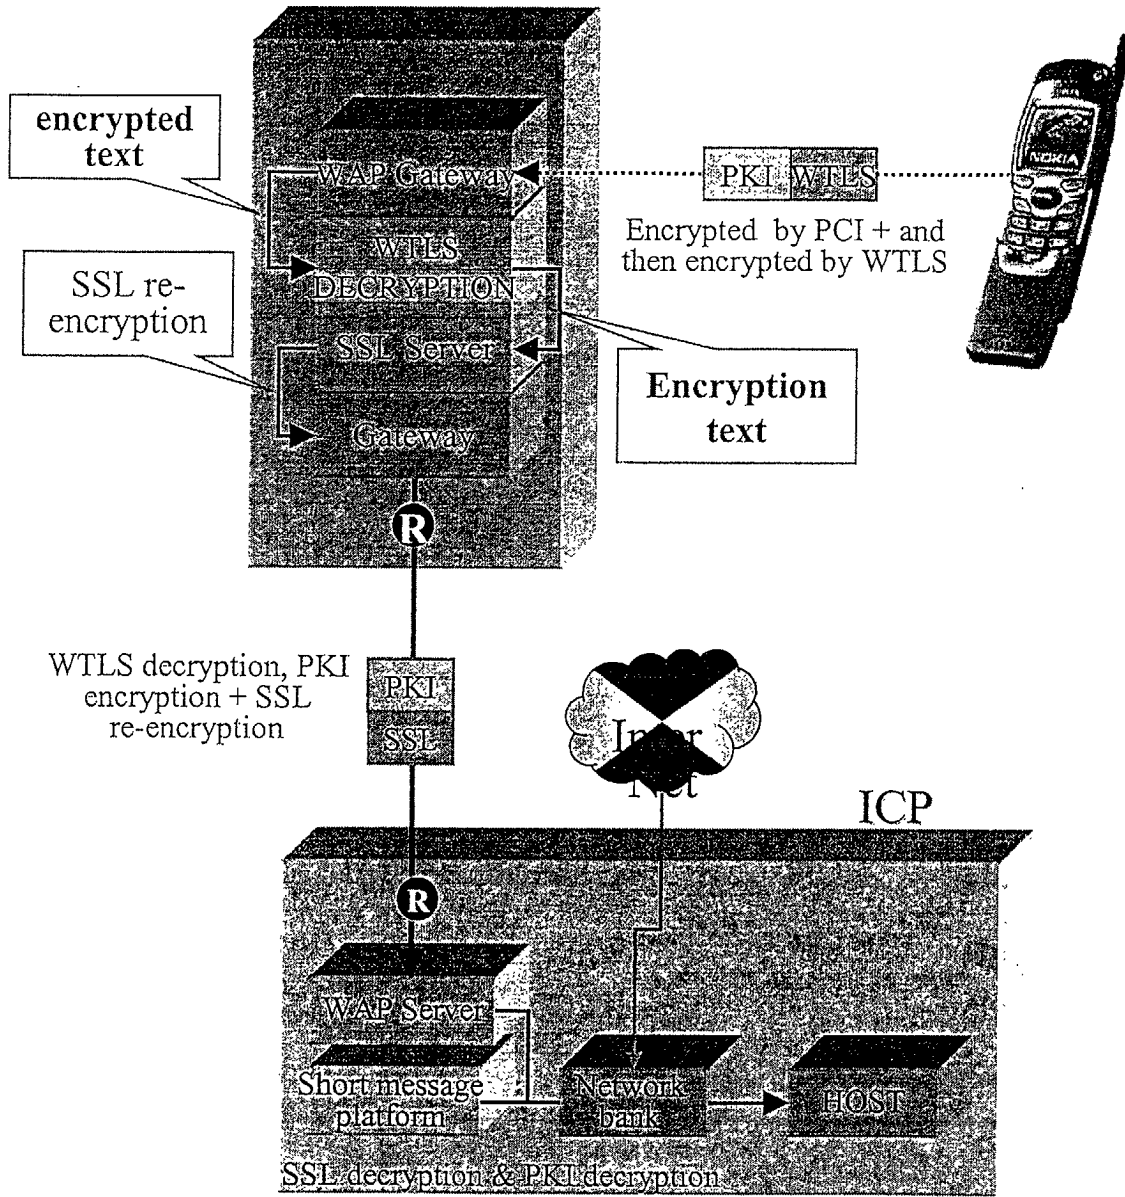 encrypted
text
WAP Gateway
PKI WTLS
NOKIA
Encrypted by PCI + and
then encrypted by WTLS
WTLS
DECRYPTION
SSL re-
encryption
SSL Server
Encryption
text
Gateway
R
WTLS decryption, PKI
encryption + SSL
re-encryption
PKI
SSL
Inter
Net
ICP
R
WAP Server
Short message
platform
Network
bank
HOST
SSL decryption & PKI decryption